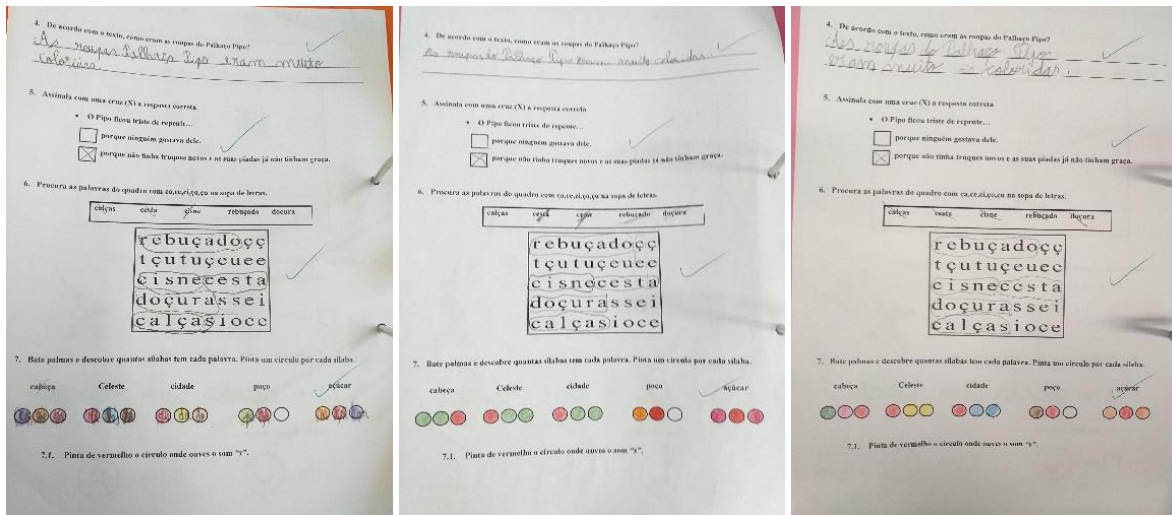 4. De acordo com o texto, como eram as roupas do Palhaço Pipo?
As roupas Palhaço Pipo eram muito
5. Assinala com uma cruz (X) a resposta correta
• O Pipo ficou triste de repente...
porque ninguém gostava dele.
porque não tinha truques novos e as suas piadas já não tinham graça.
6. Procura as palavras do quadro com ça,ce,ci,ço,çu na sopa de letras.
calças cesta cisne rebuçado doçura
rebuçadoçç
tçutuçeuee
cisnecesta
doçurassei
calçasioce
7. Bate palmas e descobre quantas sílabas tem cada palavra. Pinta um círculo por cada sílaba.
cabeça Celeste cidade poço açúcar
7.1. Pinta de vermelho o círculo onde ouves o som "s".
4. De acordo com o texto, como eram as roupas do Palhaço Pipo?
As roupas do Palhaço Pipo eram muito coloridas.
5. Assinala com uma cruz (X) a resposta correta
• O Pipo ficou triste de repente...
porque ninguém gostava dele.
porque não tinha truques novos e as suas piadas já não tinham graça.
6. Procura as palavras do quadro com ça,ce,ci,ço,çu na sopa de letras.
calças cesta cisne rebuçado doçura
rebuçadoçç
tçutuçeuee
cisnecesta
doçurassei
calçasioce
7. Bate palmas e descobre quantas sílabas tem cada palavra. Pinta um círculo por cada sílaba.
cabeça Celeste cidade poço açúcar
7.1. Pinta de vermelho o círculo onde ouves o som "s".
4. De acordo com o texto, como eram as roupas do Palhaço Pipo?
As roupas do Palhaço Pipo
eram muito coloridas.
5. Assinala com uma cruz (X) a resposta correta
• O Pipo ficou triste de repente...
porque ninguém gostava dele.
porque não tinha truques novos e as suas piadas já não tinham graça.
6. Procura as palavras do quadro com ça,ce,ci,ço,çu na sopa de letras.
calças cesta cisne rebuçado doçura
rebuçadoçç
tçutuçeuec
cisnecesta
doçurassei
calçasioce
7. Bate palmas e descobre quantas sílabas tem cada palavra. Pinta um círculo por cada sílaba.
cabeça Celeste cidade poço açúcar
7.1. Pinta de vermelho o círculo onde ouves o som "s".